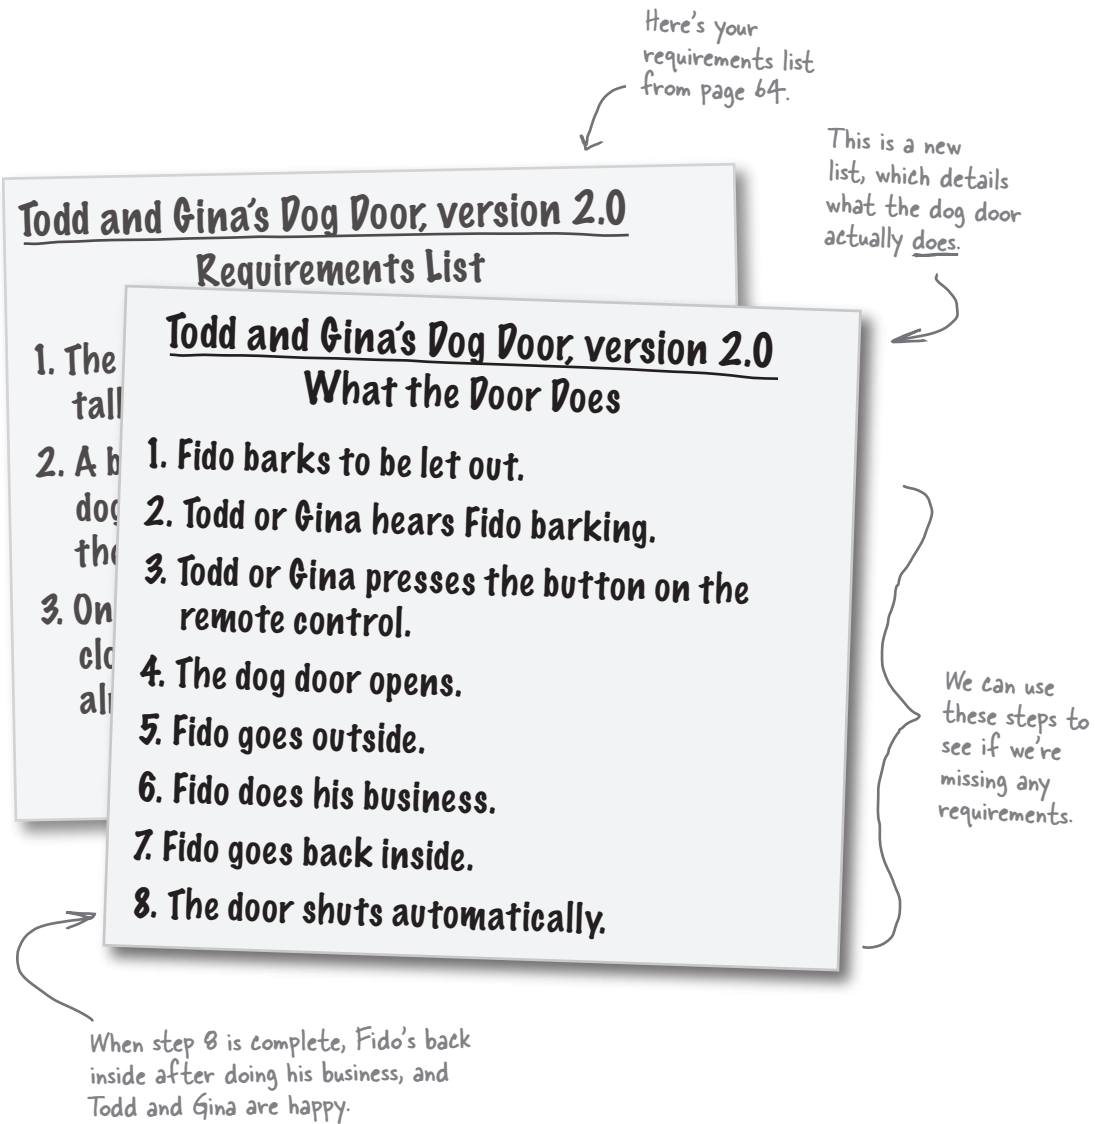 Here's your
requirements list
from page 64.
This is a new
list, which details
what the dog door
actually does.
Todd and Gina's Dog Door, version 2.0
Requirements List
1. The
2. A
3.
Todd and Gina's Dog Door, version 2.0
What the Door Does
1. Fido barks to be let out.
2. Todd or Gina hears Fido barking.
3. Todd or Gina presses the button on the
remote control.
4. The dog door opens.
5. Fido goes outside.
6. Fido does his business.
7. Fido goes back inside.
8. The door shuts automatically.
We can use
these steps to
see if we're
missing any
requirements.
When step 8 is complete, Fido's back
inside after doing his business, and
Todd and Gina are happy.